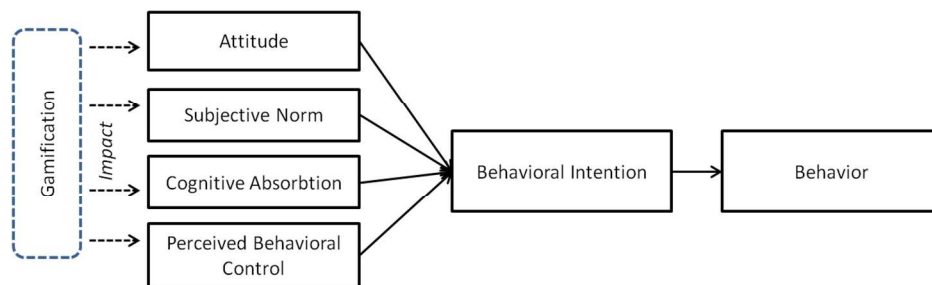 Gamification
Impact
Attitude
Subjective Norm
Cognitive Absorbtion
Perceived Behavioral
Control
Behavioral Intention
Behavior